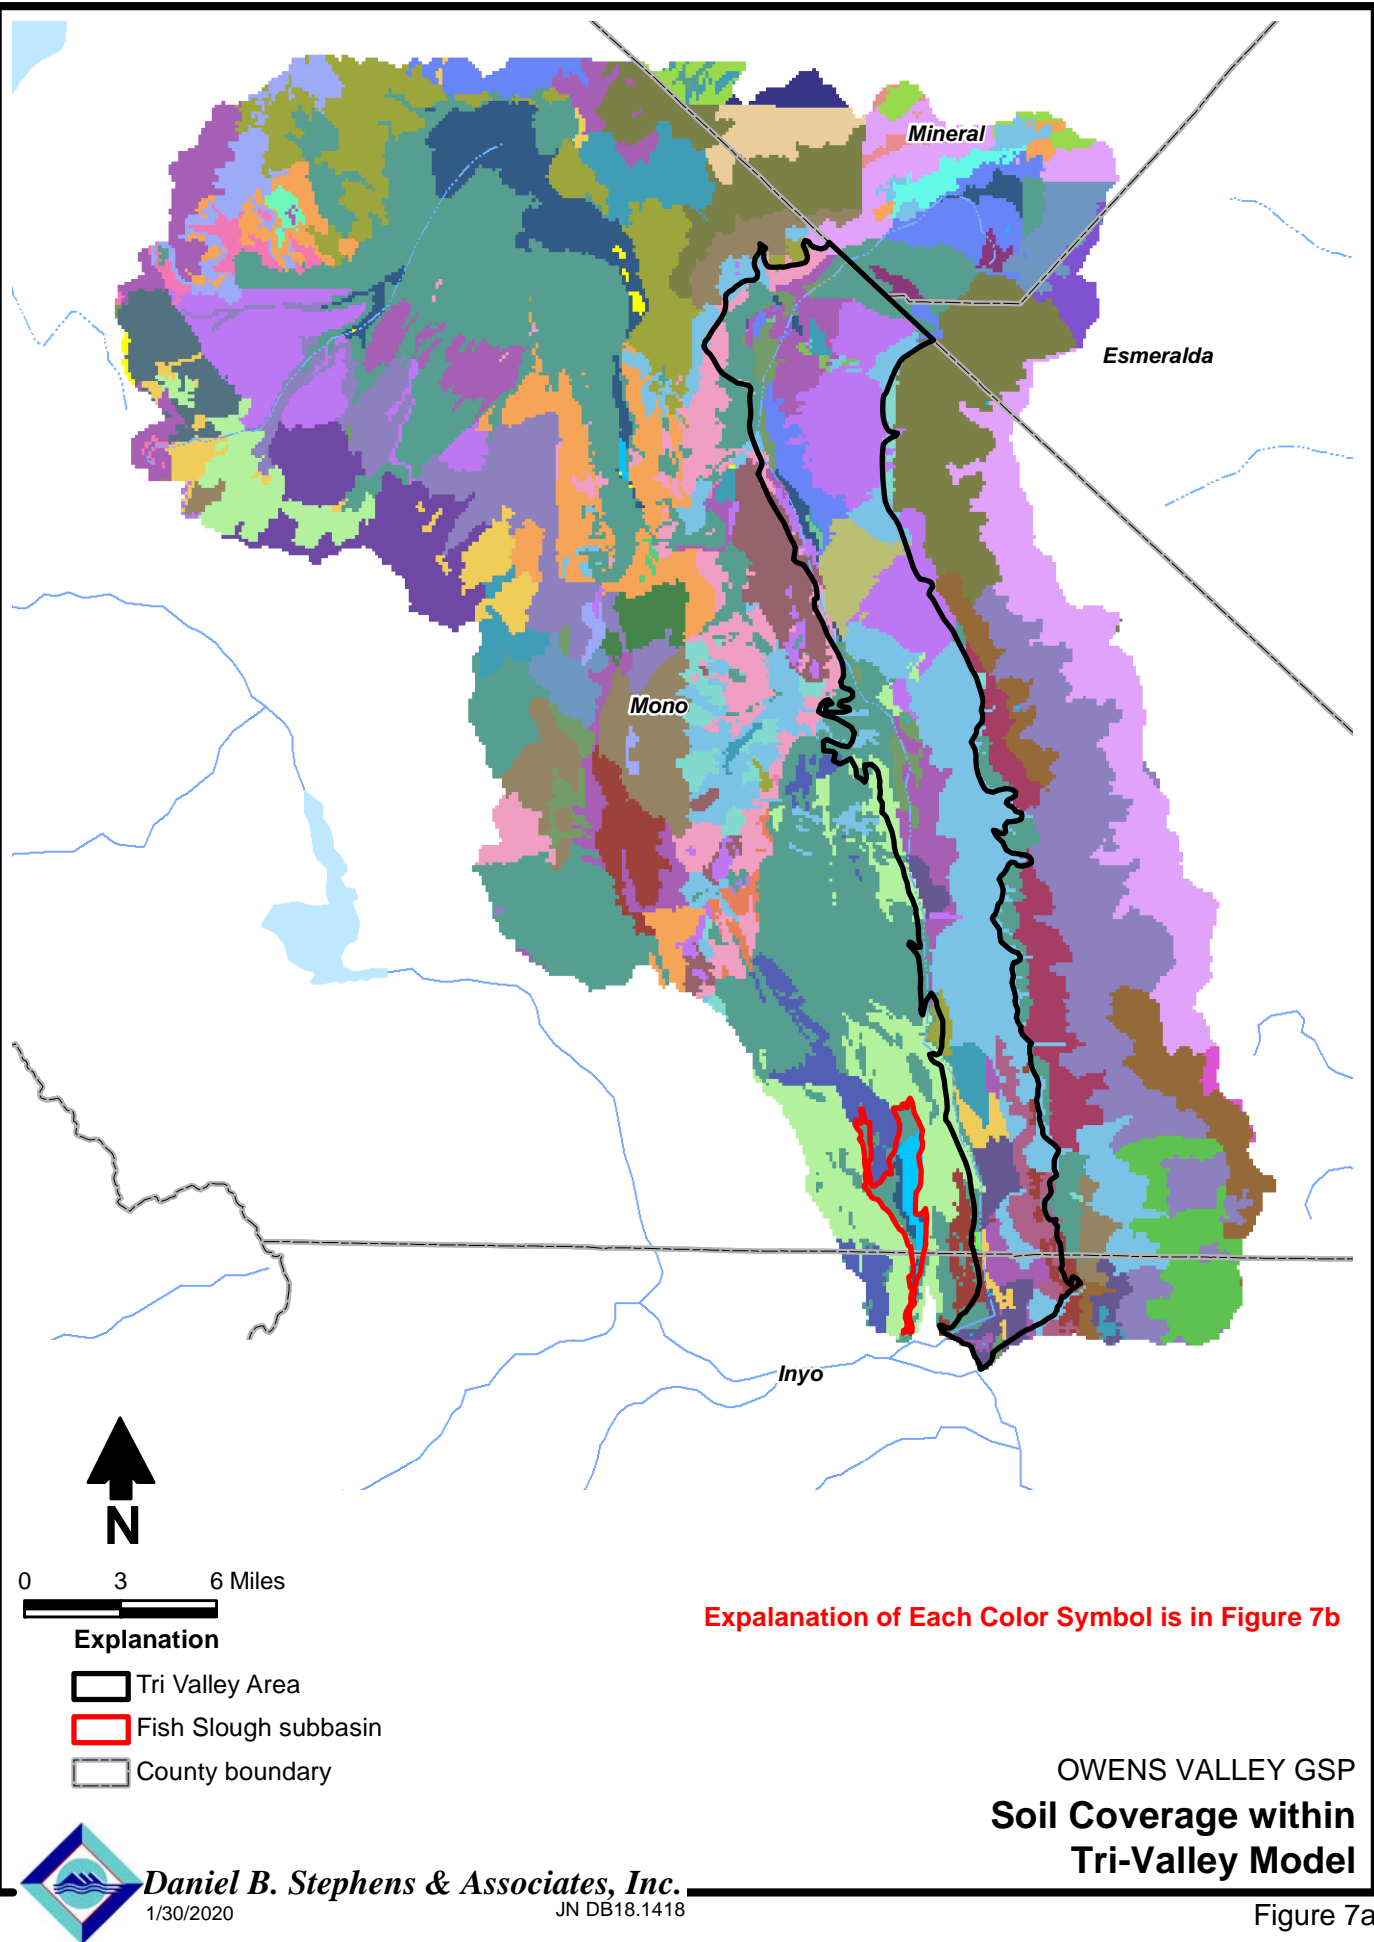 Mineral
Esmeralda
Mono
Inyo
N
0 3 6 Miles
Explanation
Tri Valley Area
Fish Slough subbasin
County boundary
Expalanation of Each Color Symbol is in Figure 7b
OWENS VALLEY GSP
Soil Coverage within
Tri-Valley Model
Daniel B. Stephens & Associates, Inc.
1/30/2020
JN DB18.1418
Figure 7a